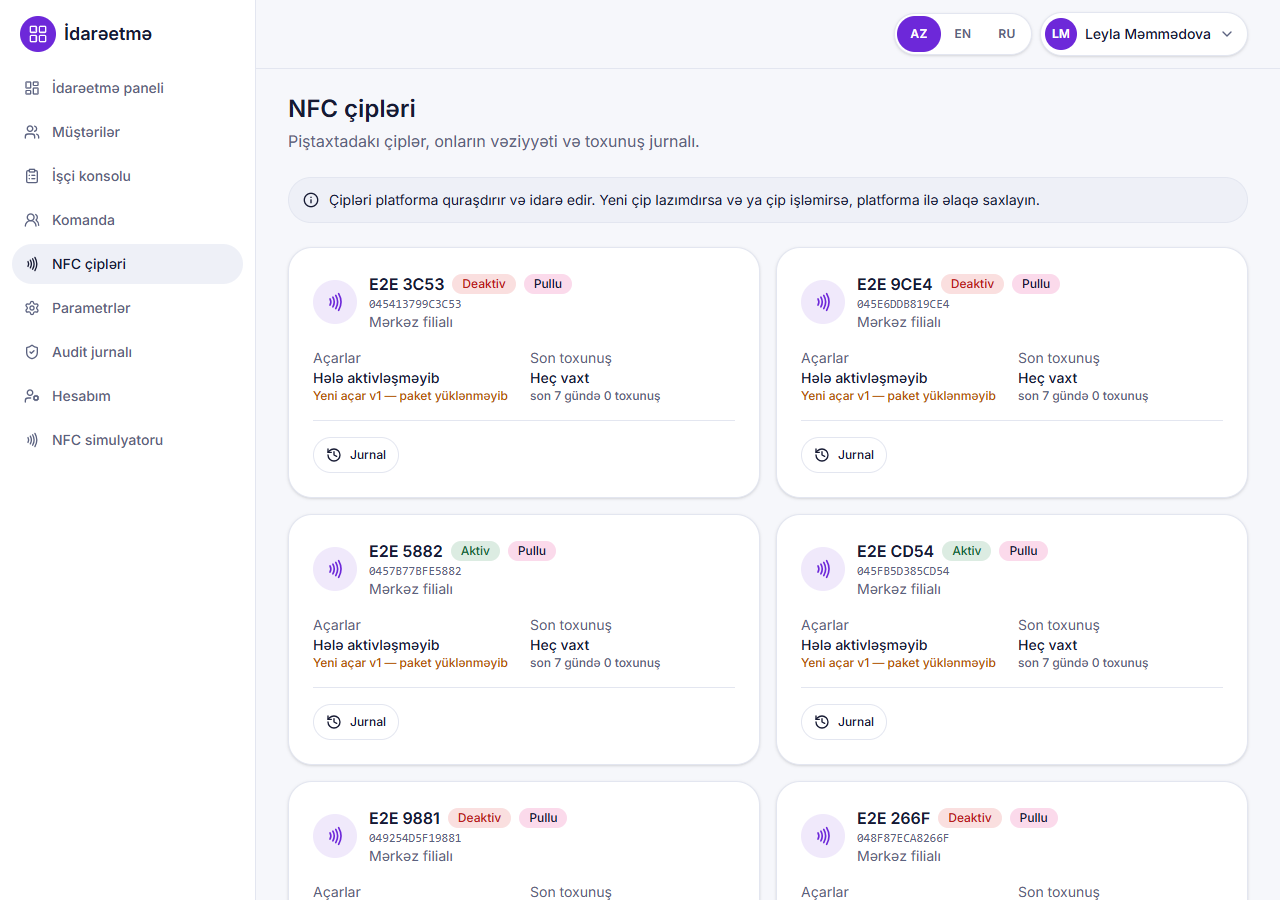 İdarəetmə
İdarəetmə paneli
Müştərilər
İşçi konsolu
Komanda
NFC çipləri
Parametrlər
Audit jurnalı
Hesabım
NFC simulyatoru
AZ EN RU
LM Leyla Məmmədova
NFC çipləri
Piştaxtadakı çiplər, onların vəziyyəti və toxunuş jurnalı.
Çipləri platforma quraşdırır və idarə edir. Yeni çip lazımdırsa və ya çip işləmirsə, platforma ilə əlaqə saxlayın.
E2E 3C53 Deaktiv Pullu
045413799C3C53
Mərkəz filialı
Açarlar Son toxunuş
Hələ aktivləşməyib Heç vaxt
Yeni açar v1 — paket yüklənməyib son 7 gündə 0 toxunuş
Jurnal
E2E 9CE4 Deaktiv Pullu
045E6DDB819CE4
Mərkəz filialı
Açarlar Son toxunuş
Hələ aktivləşməyib Heç vaxt
Yeni açar v1 — paket yüklənməyib son 7 gündə 0 toxunuş
Jurnal
E2E 5882 Aktiv Pullu
0457B77BFE5882
Mərkəz filialı
Açarlar Son toxunuş
Hələ aktivləşməyib Heç vaxt
Yeni açar v1 — paket yüklənməyib son 7 gündə 0 toxunuş
Jurnal
E2E CD54 Aktiv Pullu
045FB5D385CD54
Mərkəz filialı
Açarlar Son toxunuş
Hələ aktivləşməyib Heç vaxt
Yeni açar v1 — paket yüklənməyib son 7 gündə 0 toxunuş
Jurnal
E2E 9881 Deaktiv Pullu
049254D5F19881
Mərkəz filialı
Açarlar Son toxunuş
E2E 266F Deaktiv Pullu
048F87ECA8266F
Mərkəz filialı
Açarlar Son toxunuş